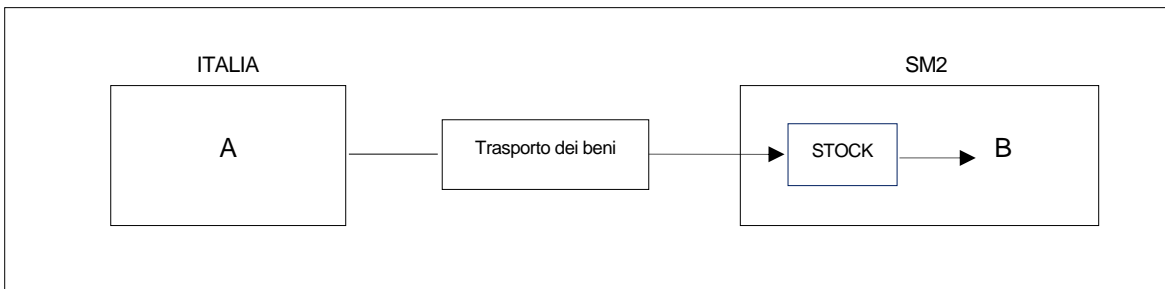 ITALIA
SM2
A
Trasporto dei beni
STOCK
B